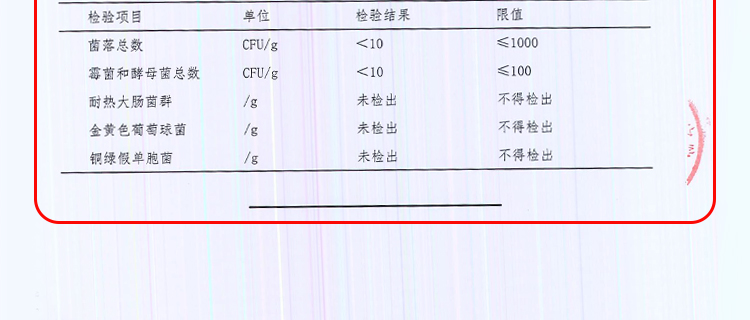 检验项目 单位 检验结果 限值
菌落总数 CFU/g <10 ≤1000
霉菌和酵母菌总数 CFU/g <10 ≤100
耐热大肠菌群 /g 未检出 不得检出
金黄色葡萄球菌 /g 未检出 不得检出
铜绿假单胞菌 /g 未检出 不得检出